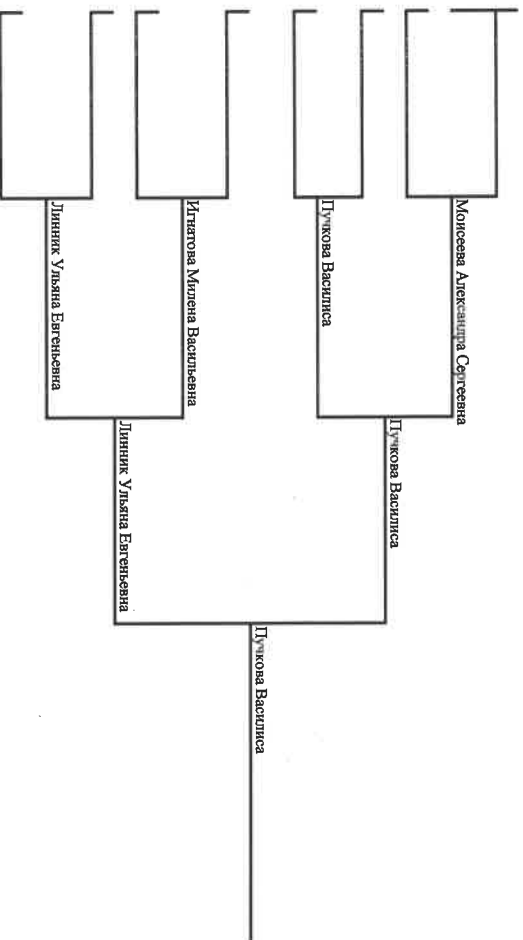 Моисеева Александра Сергеевна
Пучкова Василиса
Игнатова Милена Васильевна
Линник Ульяна Евгеньевна
Пучкова Василиса
Линник Ульяна Евгеньевна
Пучкова Василиса